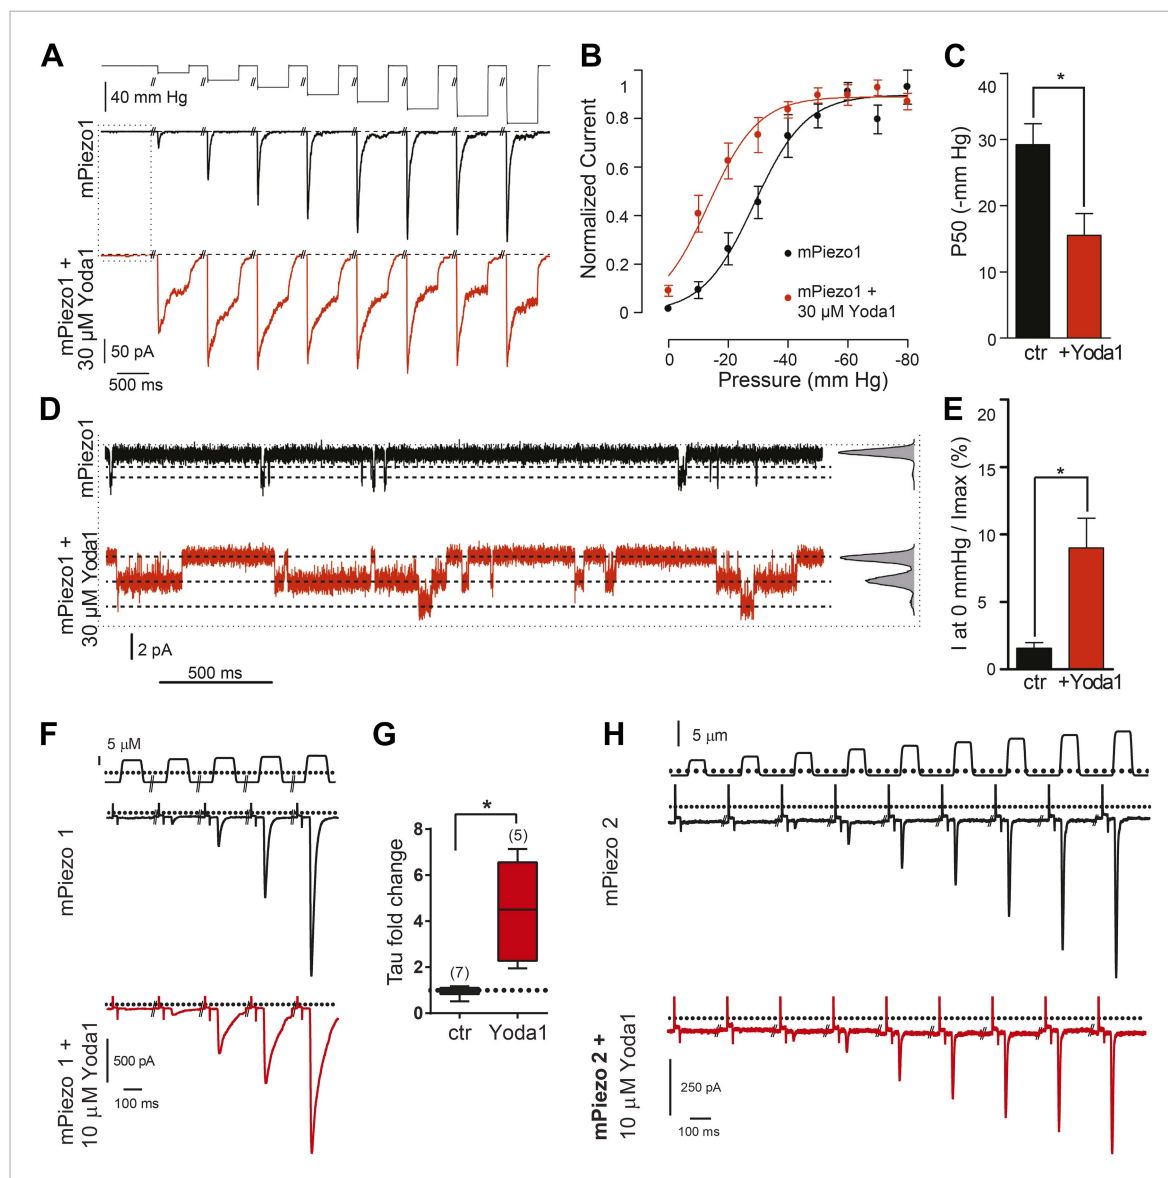 A
40 mm Hg
mPiezo1
mPiezo1 +
30 µM Yoda1
50 pA
500 ms
B
Normalized Current
1
0.8
0.6
0.4
0.2
0
mPiezo1
mPiezo1 +
30 µM Yoda1
0 -20 -40 -60 -80
Pressure (mm Hg)
C
P50 (-mm Hg)
40
30
20
10
0
*
ctr +Yoda1
D
mPiezo1
mPiezo1 +
30 µM Yoda1
2 pA
500 ms
E
I at 0 mmHg / Imax (%)
20
15
10
5
0
*
ctr +Yoda1
F
5 µM
mPiezo 1
mPiezo 1 +
10 µM Yoda1
500 pA
100 ms
G
Tau fold change
8
6
4
2
0
*
(5)
(7)
ctr Yoda1
H
5 µm
mPiezo 2
mPiezo 2 +
10 µM Yoda1
250 pA
100 ms